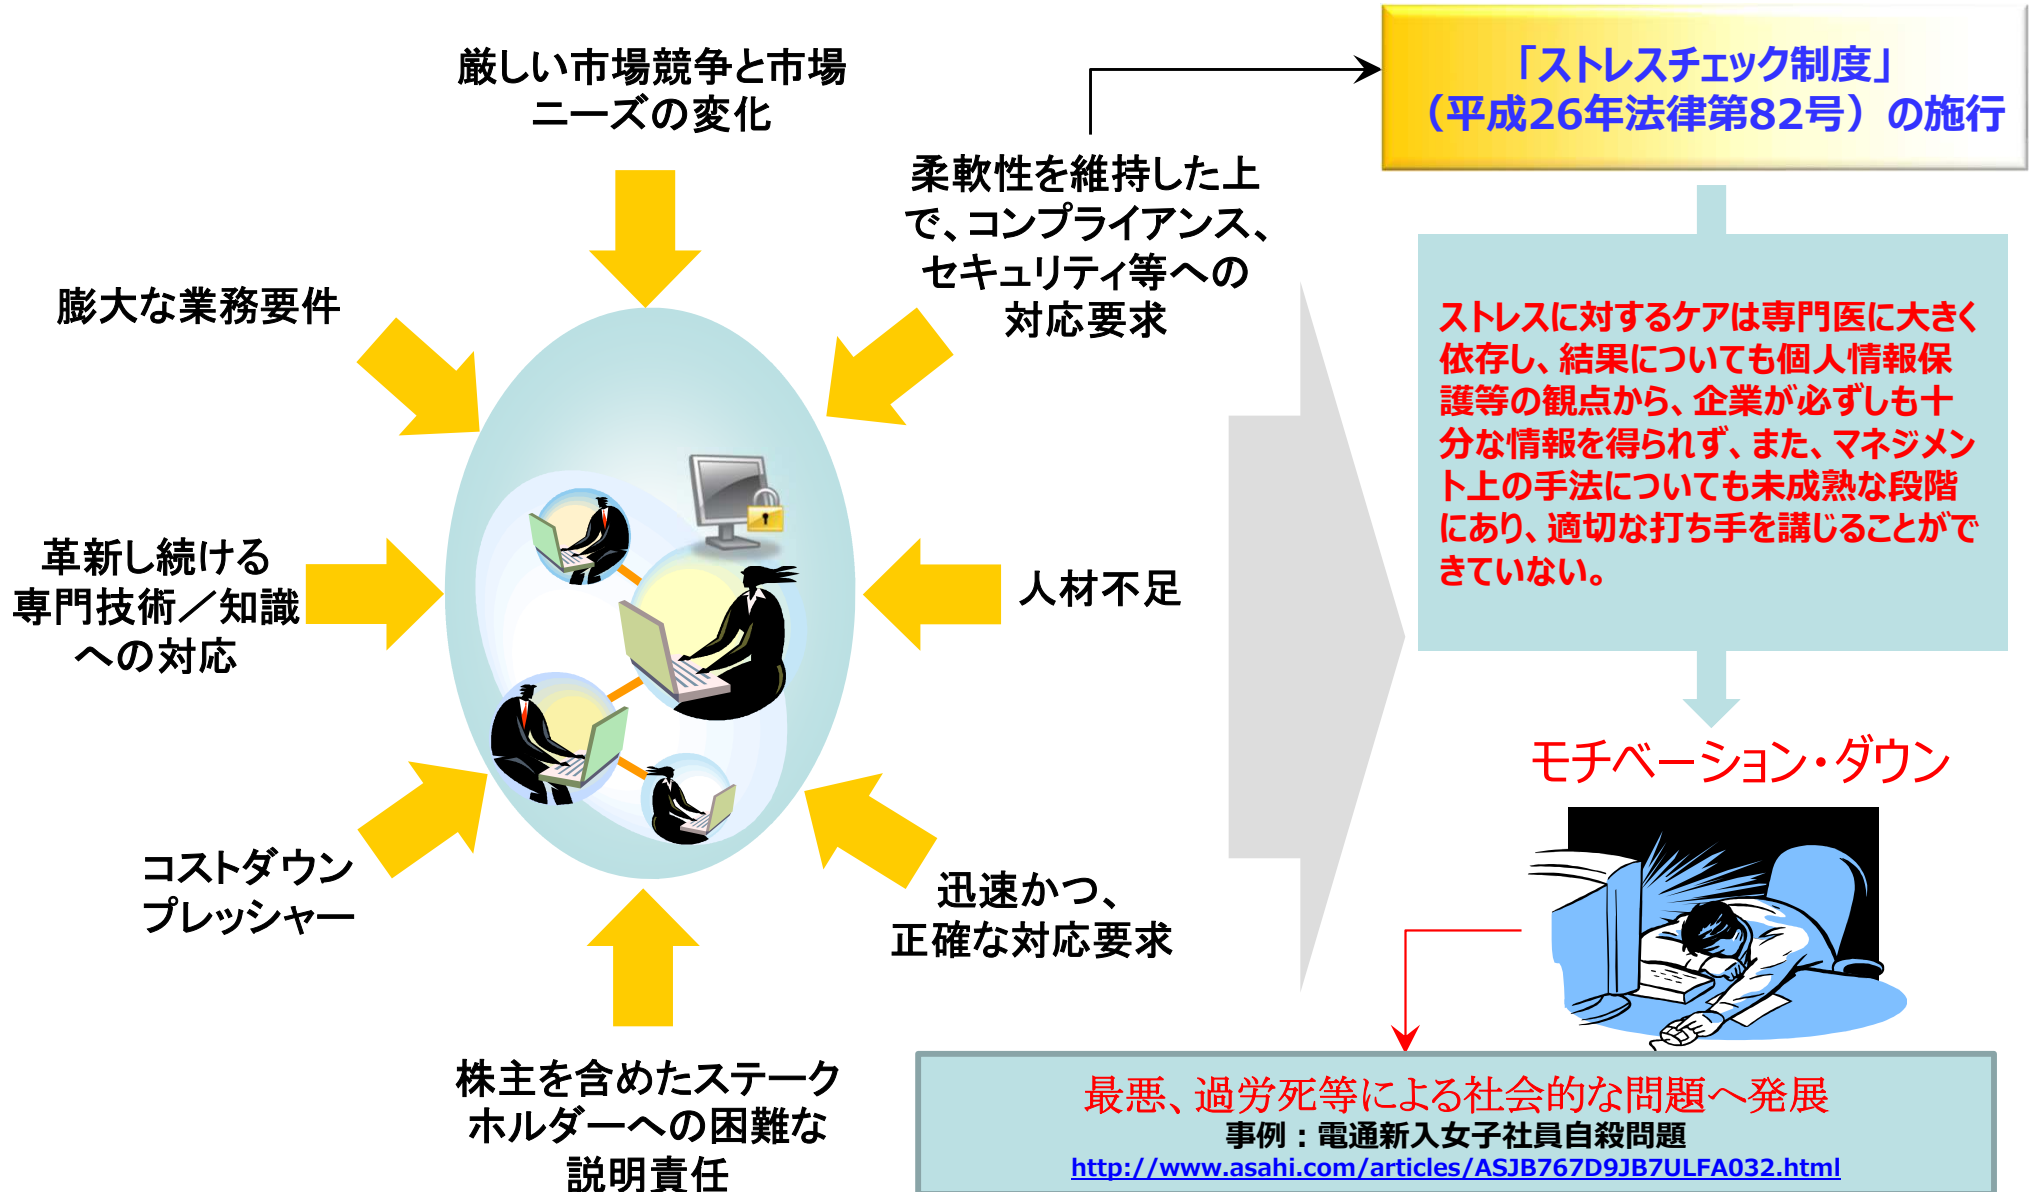 厳しい市場競争と市場
ニーズの変化
「ストレスチェック制度」
（平成26年法律第82号）の施行
柔軟性を維持した上
で、コンプライアンス、
セキュリティ等への
対応要求
膨大な業務要件
ストレスに対するケアは専門医に大きく
依存し、結果についても個人情報保
護等の観点から、企業が必ずしも十
分な情報を得られず、また、マネジメン
ト上の手法についても未成熟な段階
にあり、適切な打ち手を講じることがで
きていない。
革新し続ける
専門技術／知識
への対応
人材不足
モチベーション・ダウン
コストダウン
プレッシャー
迅速かつ、
正確な対応要求
株主を含めたステーク
ホルダーへの困難な
説明責任
最悪、過労死等による社会的な問題へ発展
事例：電通新入女子社員自殺問題
http://www.asahi.com/articles/ASJB767D9JB7ULFA032.html